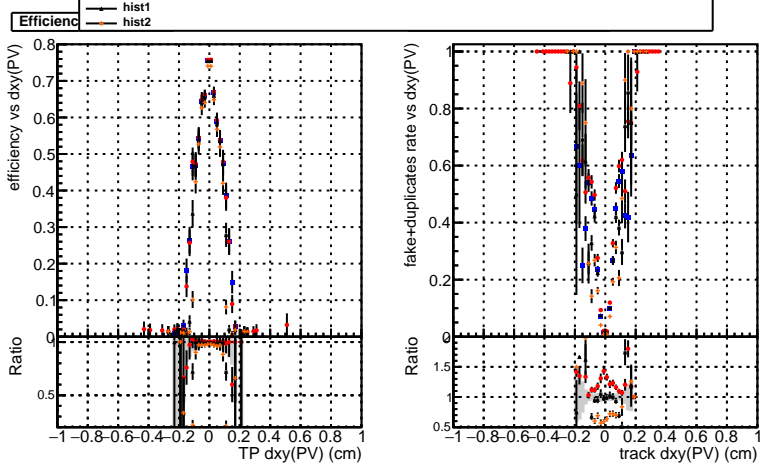 hist1
Efficienc
hist2
efficiency vs dxy(PV)
0.8
0.7
0.6
0.5
0.4
0.3
0.2
0.1
0
Ratio
0.5
−1 −0.8 −0.6 −0.4 −0.2 0 0.2 0.4 0.6 0.8 1
TP dxy(PV) (cm)
fake+duplicates rate vs dxy(PV)
1
0.8
0.6
0.4
0.2
Ratio
1.5
1
0.5
−1 −0.8 −0.6 −0.4 −0.2 0 0.2 0.4 0.6 0.8 1
track dxy(PV) (cm)